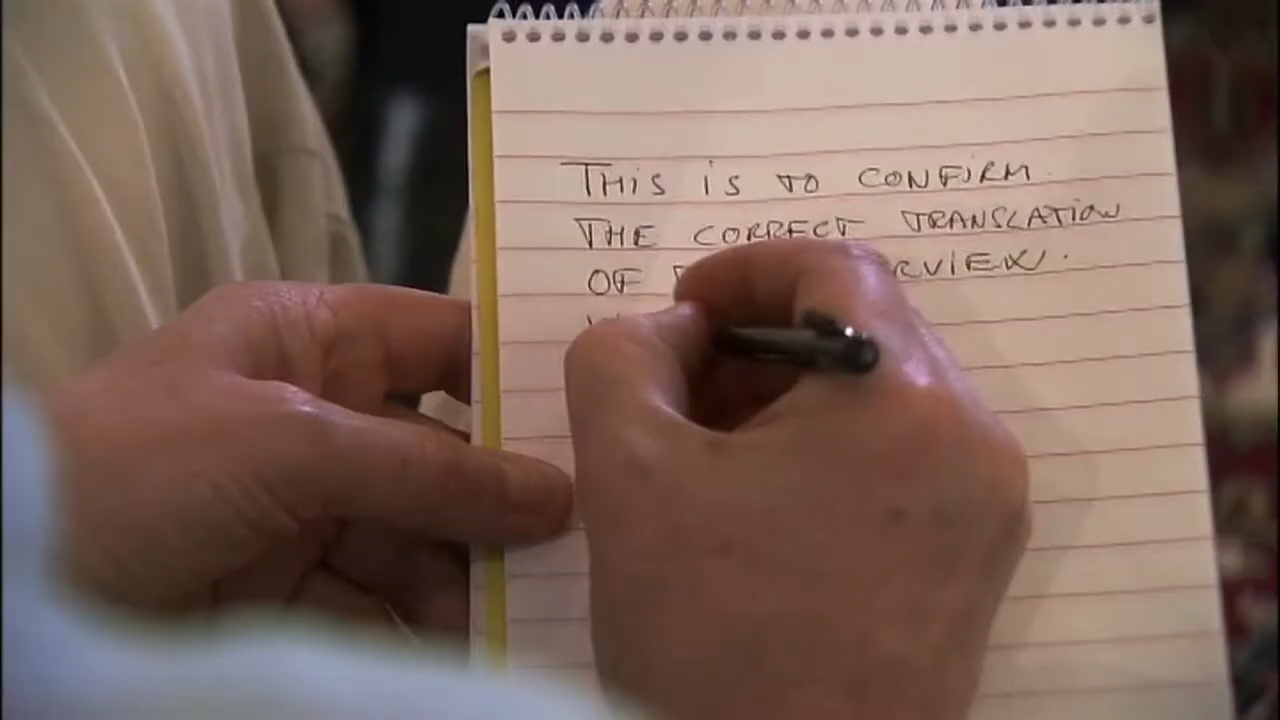 THIS IS TO CONFIRM
THE CORRECT TRANSLATION
OF